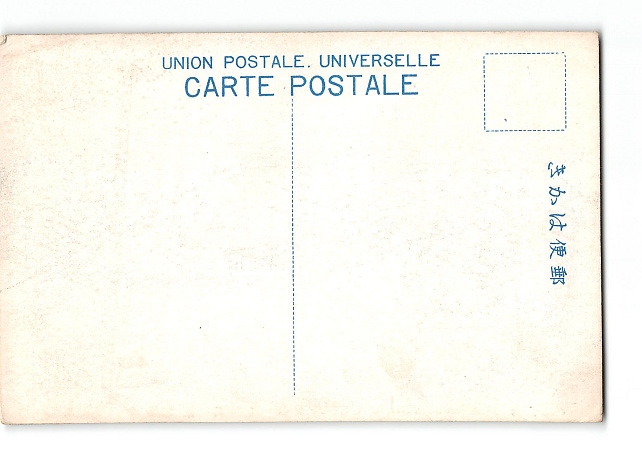 UNION POSTALE. UNIVERSELLE
CARTE POSTALE
きかは便郵